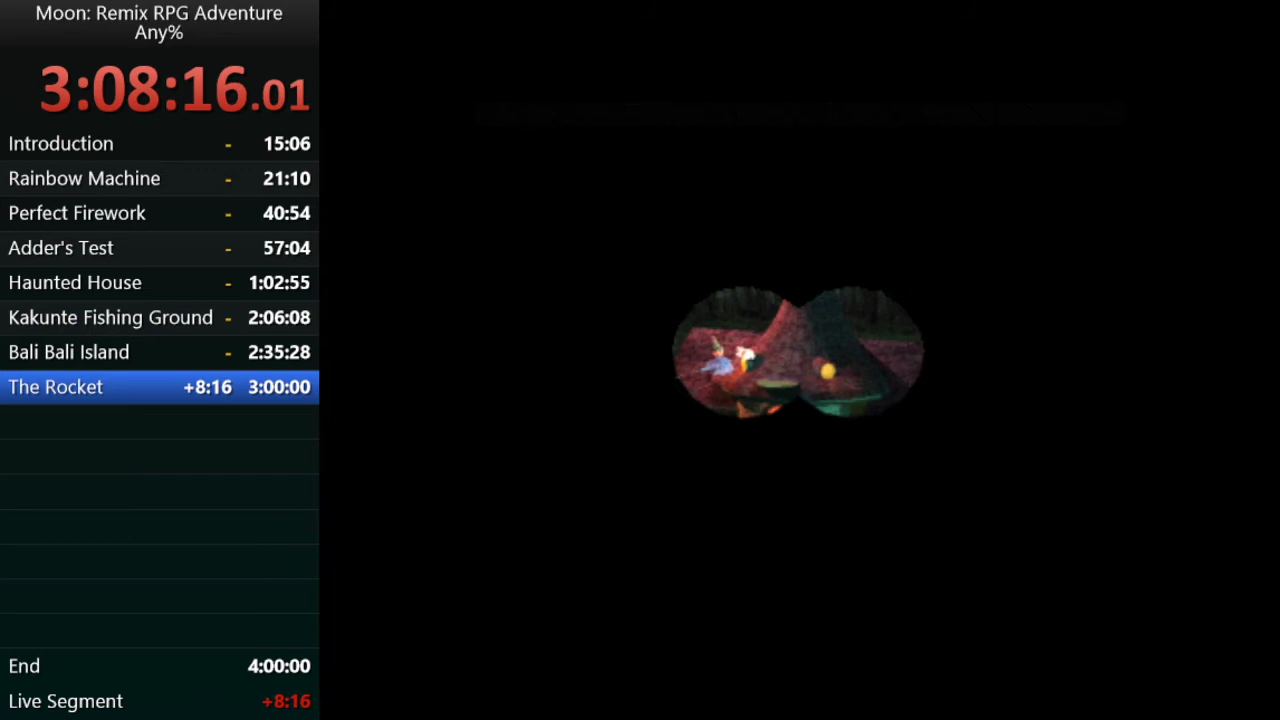 Moon: Remix RPG Adventure
Any%
3:08:16.01
Introduction - 15:06
Rainbow Machine - 21:10
Perfect Firework - 40:54
Adder's Test - 57:04
Haunted House - 1:02:55
Kakunte Fishing Ground - 2:06:08
Bali Bali Island - 2:35:28
The Rocket +8:16 3:00:00
End 4:00:00
Live Segment +8:16